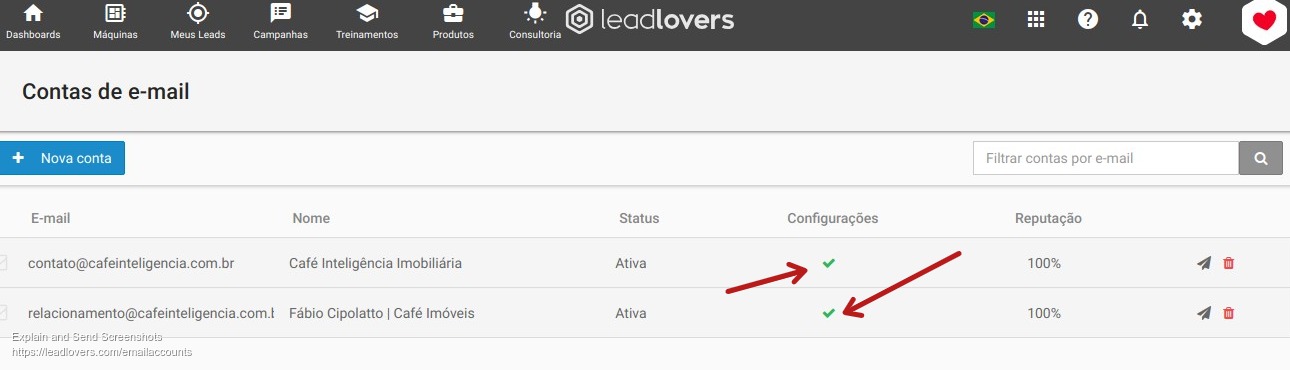 leadlovers
Dashboards Máquinas Meus Leads Campanhas Treinamentos Produtos Consultoria
Contas de e-mail
Nova conta
Filtrar contas por e-mail
E-mail Nome Status Configurações Reputação
contato@cafeinteligencia.com.br Café Inteligência Imobiliária Ativa 100%
relacionamento@cafeinteligencia.com.b Fábio Cipolatto | Café Imóveis Ativa 100%
Explain and Send Screenshots
https://leadlovers.com/emailaccounts